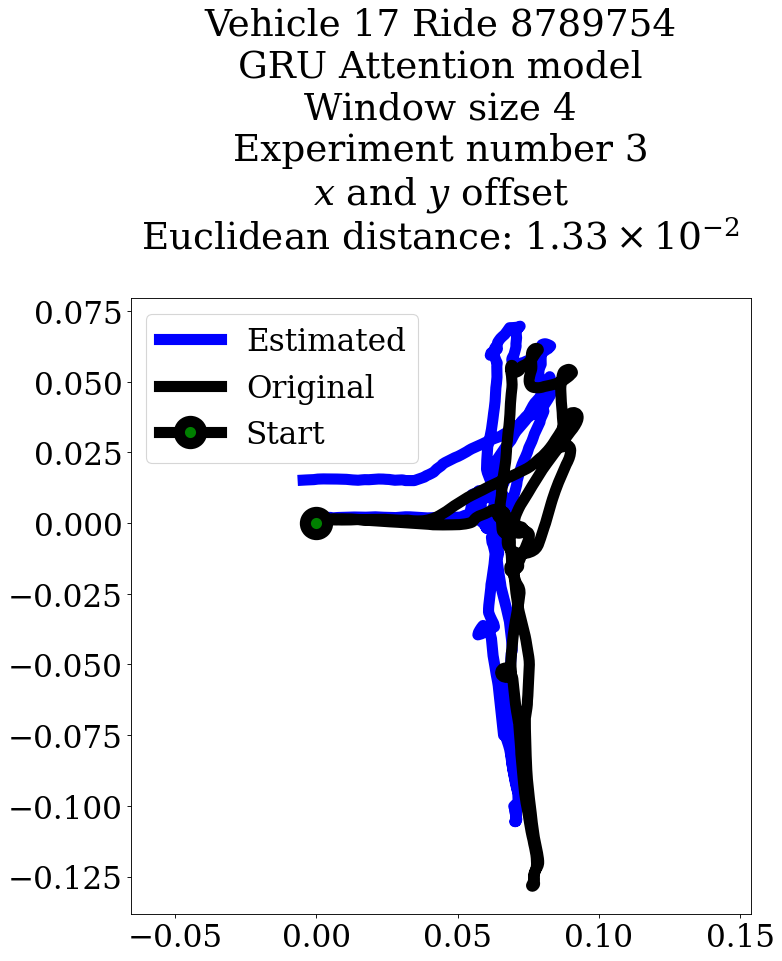 Vehicle 17 Ride 8789754
GRU Attention model
Window size 4
Experiment number 3
x and y offset
Euclidean distance: 1.33 × 10⁻²
Estimated
Original
Start
0.075
0.050
0.025
0.000
−0.025
−0.050
−0.075
−0.100
−0.125
−0.05 0.00 0.05 0.10 0.15